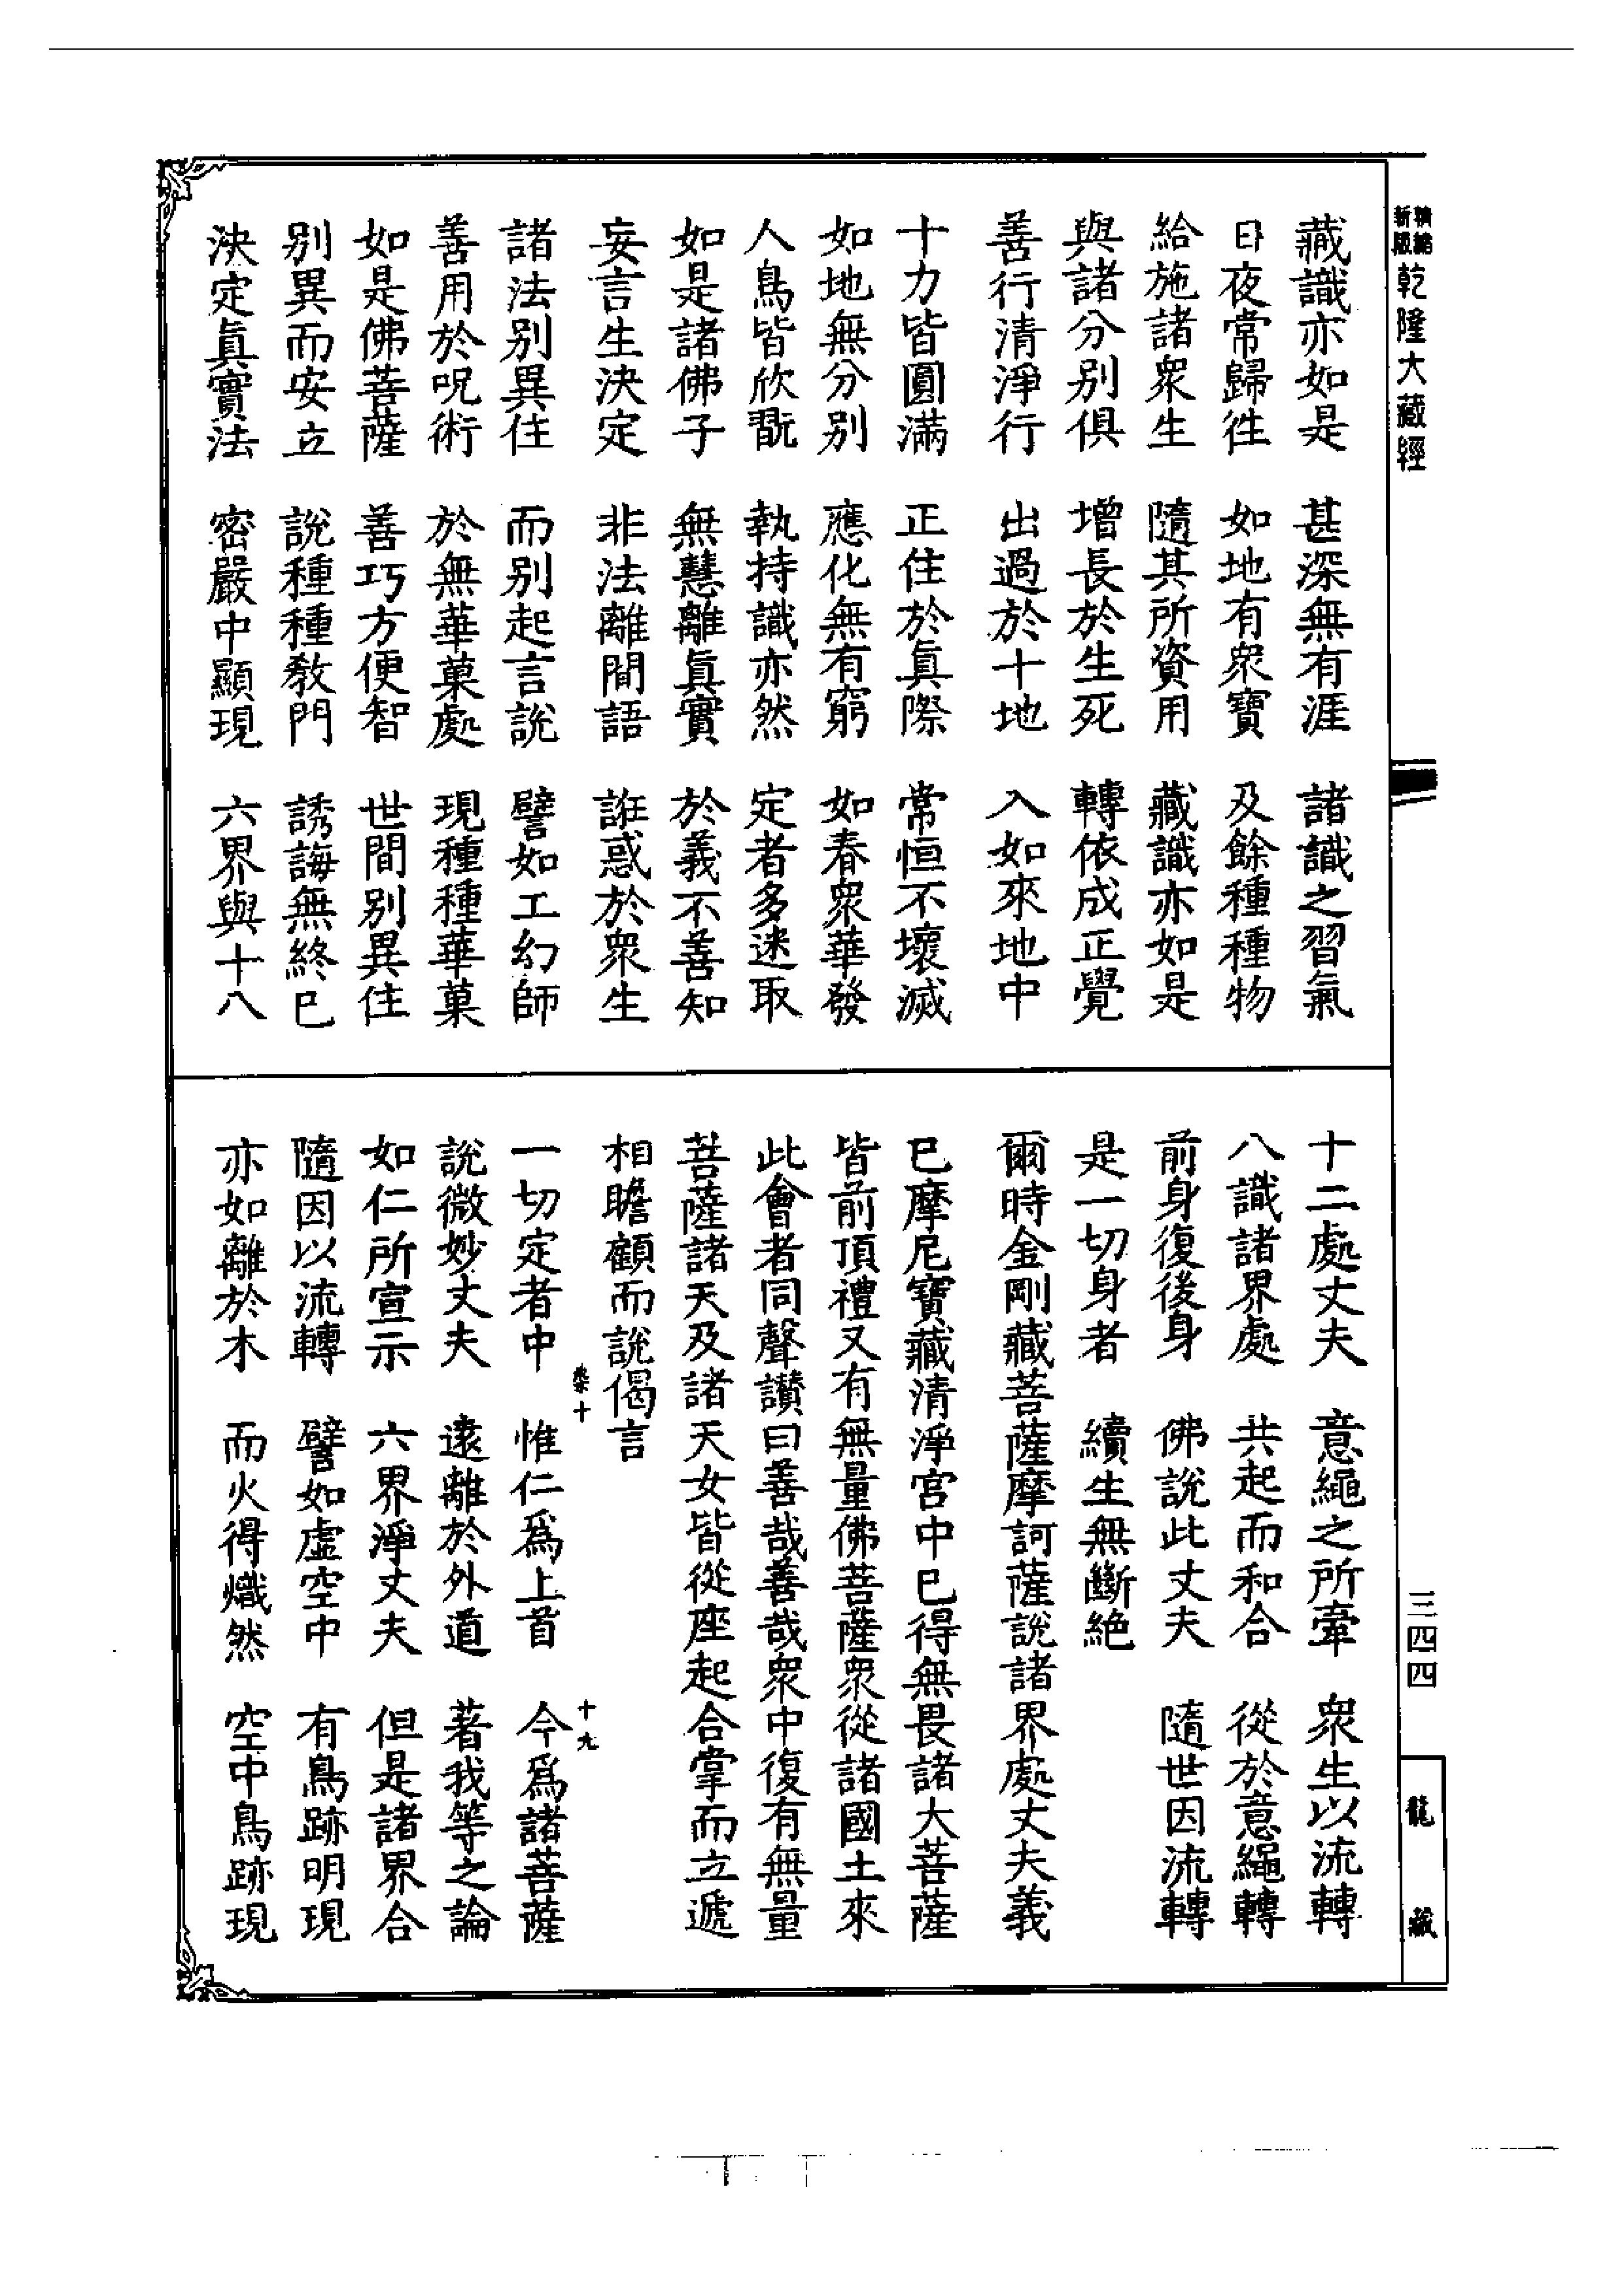 精編新版乾隆大藏經
藏識亦如是　甚深無有涯　諸識之習氣
日夜常歸徃　如地有衆寶　及餘種種物
給施諸衆生　隨其所資用　藏識亦如是
與諸分別俱　增長於生死　轉依成正覺
善行清淨行　出過於十地　入如來地中
十力皆圓滿　正住於眞際　常恒不壞滅
如地無分別　應化無有窮　如春衆華發
人鳥皆欣翫　執持識亦然　定者多迷取
如是諸佛子　無慧離眞實　於義不善知
妄言生決定　非法離間語　誑惑於衆生
諸法別異住　而別起言說　譬如工幻師
善用於呪術　於無華菓處　現種種華菓
如是佛菩薩　善巧方便智　世間別異住
別異而安立　說種種教門　誘誨無終已
決定眞實法　密嚴中顯現　六界與十八
十二處丈夫　意繩之所牽　衆生以流轉
八識諸界處　共起而和合　從於意繩轉
前身復後身　佛說此丈夫　隨世因流轉
是一切身者　續生無斷絕
爾時金剛藏菩薩摩訶薩說諸界處丈夫義
已摩尼寶藏清淨宮中已得無畏諸大菩薩
皆前頂禮又有無量佛菩薩衆從諸國土來
此會者同聲讃曰善哉善哉衆中復有無量
菩薩諸天及諸天女皆從座起合掌而立遞
相瞻顧而說偈言
染十　十九
一切定者中　惟仁爲上首　今爲諸菩薩
說微妙丈夫　遠離於外道　著我等之論
如仁所宣示　六界淨丈夫　但是諸界合
隨因以流轉　譬如虛空中　有鳥跡明現
亦如離於木　而火得熾然　空中鳥跡現
三四四
龍藏